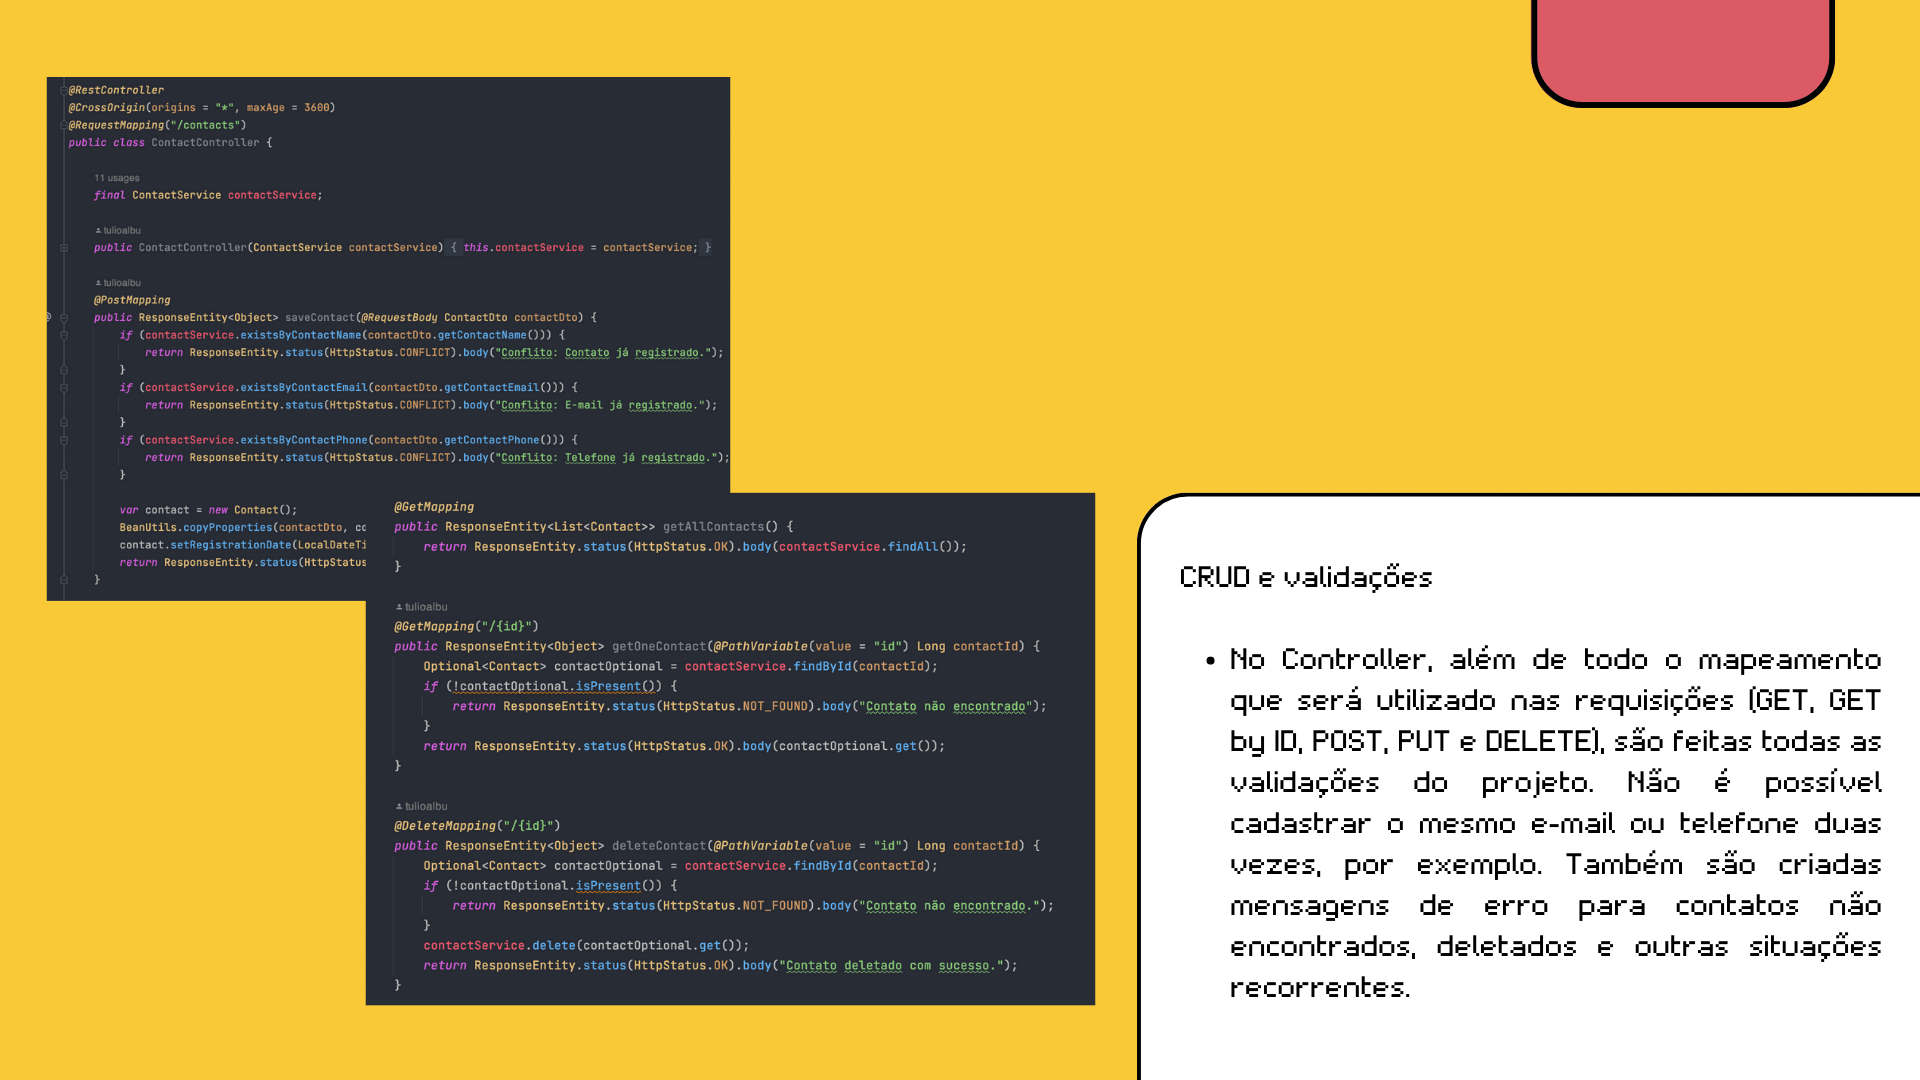 @RestController
@CrossOrigin(origins = "*", maxAge = 3600)
@RequestMapping("/contacts")
public class ContactController {
11 usages
final ContactService contactService;
tulioalbu
public ContactController(ContactService contactService) { this.contactService = contactService; }
tulioalbu
@PostMapping
public ResponseEntity<Object> saveContact(@RequestBody ContactDto contactDto) {
if (contactService.existsByContactName(contactDto.getContactName())) {
return ResponseEntity.status(HttpStatus.CONFLICT).body("Conflito: Contato já registrado.");
}
if (contactService.existsByContactEmail(contactDto.getContactEmail())) {
return ResponseEntity.status(HttpStatus.CONFLICT).body("Conflito: E-mail já registrado.");
}
if (contactService.existsByContactPhone(contactDto.getContactPhone())) {
return ResponseEntity.status(HttpStatus.CONFLICT).body("Conflito: Telefone já registrado.");
}
var contact = new Contact();
BeanUtils.copyProperties(contactDto, co
contact.setRegistrationDate(LocalDateTi
return ResponseEntity.status(HttpStatus
}
@GetMapping
public ResponseEntity<List<Contact>> getAllContacts() {
return ResponseEntity.status(HttpStatus.OK).body(contactService.findAll());
}
tulioalbu
@GetMapping("/{id}")
public ResponseEntity<Object> getOneContact(@PathVariable(value = "id") Long contactId) {
Optional<Contact> contactOptional = contactService.findById(contactId);
if (!contactOptional.isPresent()) {
return ResponseEntity.status(HttpStatus.NOT_FOUND).body("Contato não encontrado");
}
return ResponseEntity.status(HttpStatus.OK).body(contactOptional.get());
}
tulioalbu
@DeleteMapping("/{id}")
public ResponseEntity<Object> deleteContact(@PathVariable(value = "id") Long contactId) {
Optional<Contact> contactOptional = contactService.findById(contactId);
if (!contactOptional.isPresent()) {
return ResponseEntity.status(HttpStatus.NOT_FOUND).body("Contato não encontrado.");
}
contactService.delete(contactOptional.get());
return ResponseEntity.status(HttpStatus.OK).body("Contato deletado com sucesso.");
}
CRUD e validações
• No Controller, além de todo o mapeamento
que será utilizado nas requisições (GET, GET
by ID, POST, PUT e DELETE), são feitas todas as
validações do projeto. Não é possível
cadastrar o mesmo e-mail ou telefone duas
vezes, por exemplo. Também são criadas
mensagens de erro para contatos não
encontrados, deletados e outras situações
recorrentes.